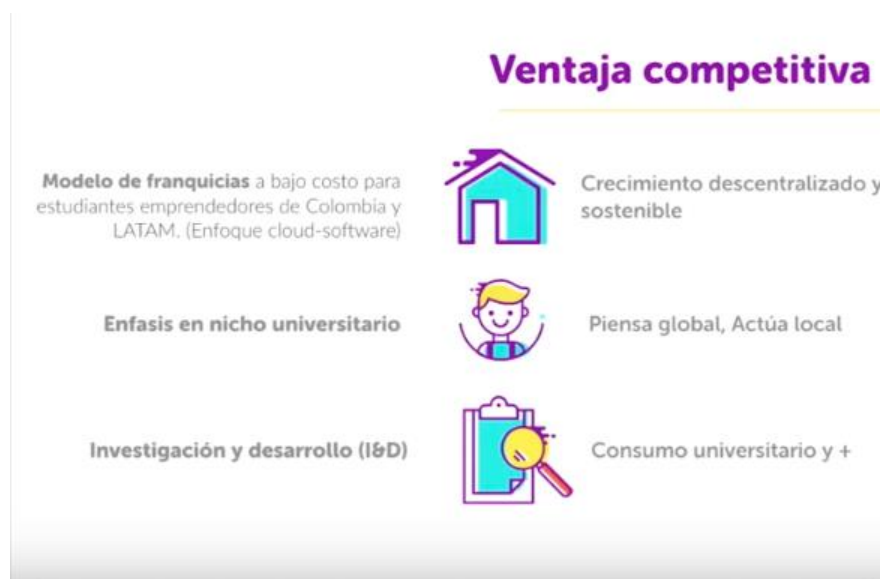 Ventaja competitiva
Modelo de franquicias a bajo costo para
estudiantes emprendedores de Colombia y
LATAM. (Enfoque cloud-software)
Crecimiento descentralizado y
sostenible
Enfasis en nicho universitario
Piensa global, Actúa local
Investigación y desarrollo (I&D)
Consumo universitario y +